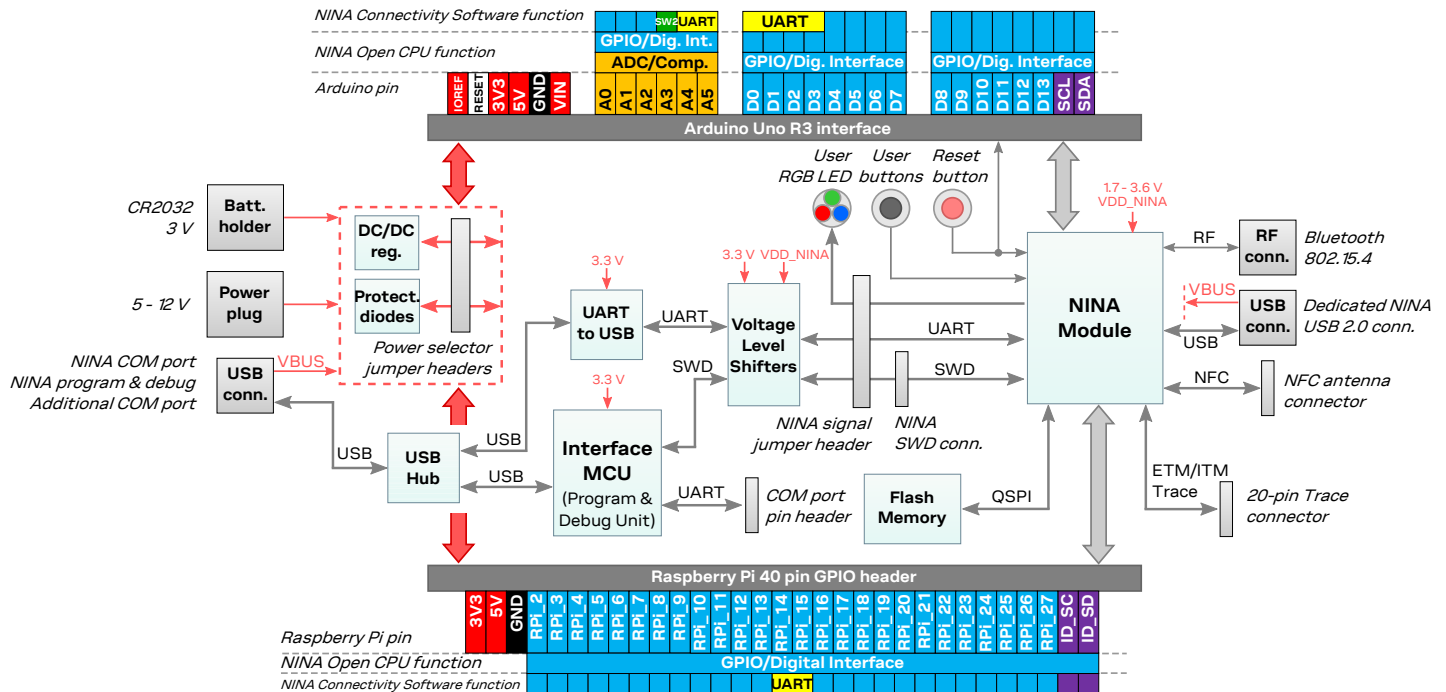 NINA Connectivity Software function
SW2 UART
UART
NINA Open CPU function
GPIO/Dig. Int.
ADC/Comp.
GPIO/Dig. Interface
GPIO/Dig. Interface
Arduino pin
IOREF RESET 3V3 5V GND VIN
A0 A1 A2 A3 A4 A5
D0 D1 D2 D3 D4 D5 D6 D7
D8 D9 D10 D11 D12 D13 SCL SDA
Arduino Uno R3 interface
User
RGB LED
User
buttons
Reset
button
1.7 - 3.6 V
VDD_NINA
CR2032
3 V
Batt.
holder
DC/DC
reg.
RF
RF
conn.
Bluetooth
802.15.4
5 - 12 V
Power
plug
Protect.
diodes
Power selector
jumper headers
3.3 V
UART
to USB
UART
3.3 V VDD_NINA
Voltage
Level
Shifters
UART
NINA
Module
VBUS
USB
USB
conn.
Dedicated NINA
USB 2.0 conn.
NINA COM port
NINA program & debug
Additional COM port
USB
conn.
VBUS
SWD
SWD
NFC
NFC antenna
connector
3.3 V
NINA signal
jumper header
NINA
SWD conn.
USB
USB
Hub
USB
USB
Interface
MCU
(Program &
Debug Unit)
UART
COM port
pin header
Flash
Memory
QSPI
ETM/ITM
Trace
20-pin Trace
connector
Raspberry Pi 40 pin GPIO header
3V3 5V GND RPi_2 RPi_3 RPi_4 RPi_5 RPi_6 RPi_7 RPi_8 RPi_9 RPi_10 RPi_11 RPi_12 RPi_13 RPi_14 RPi_15 RPi_16 RPi_17 RPi_18 RPi_19 RPi_20 RPi_21 RPi_22 RPi_23 RPi_24 RPi_25 RPi_26 RPi_27 ID_SC ID_SD
Raspberry Pi pin
NINA Open CPU function
GPIO/Digital Interface
NINA Connectivity Software function
UART